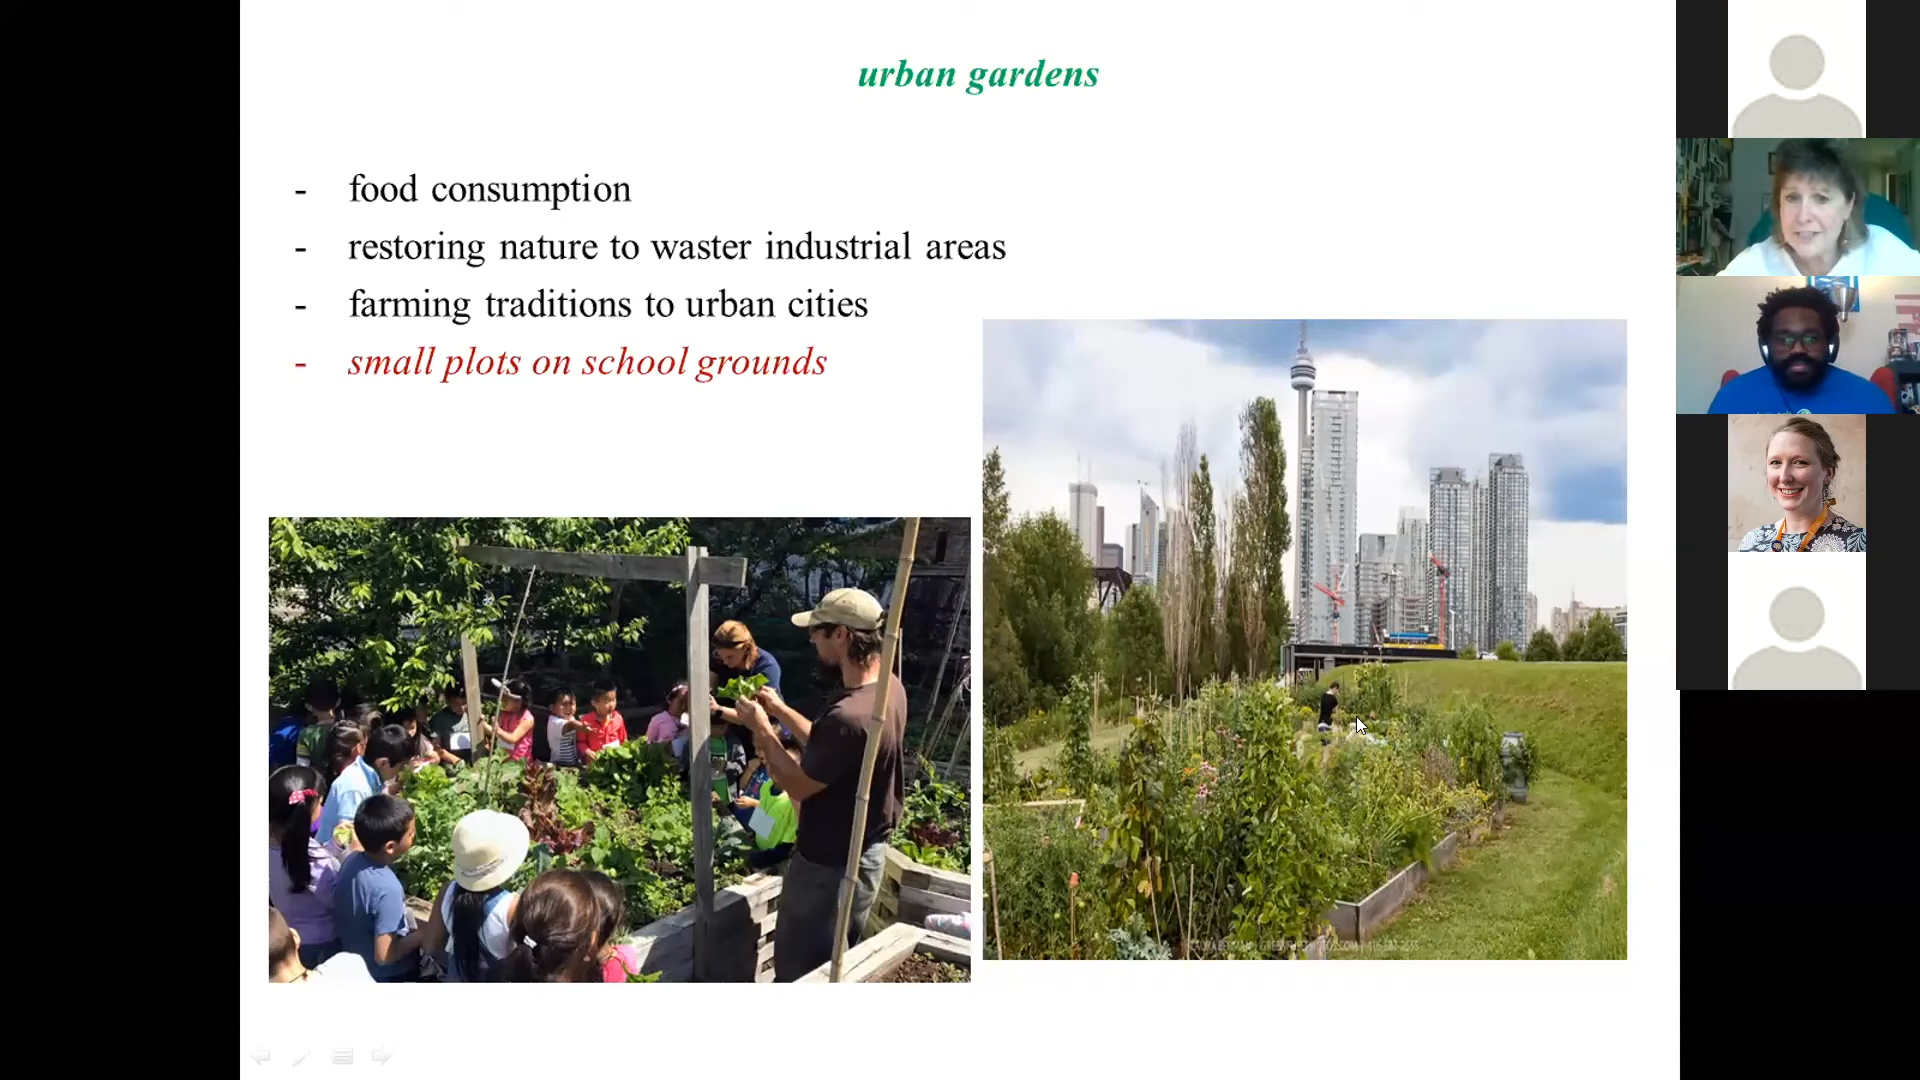 urban gardens
- food consumption
- restoring nature to waster industrial areas
- farming traditions to urban cities
- small plots on school grounds